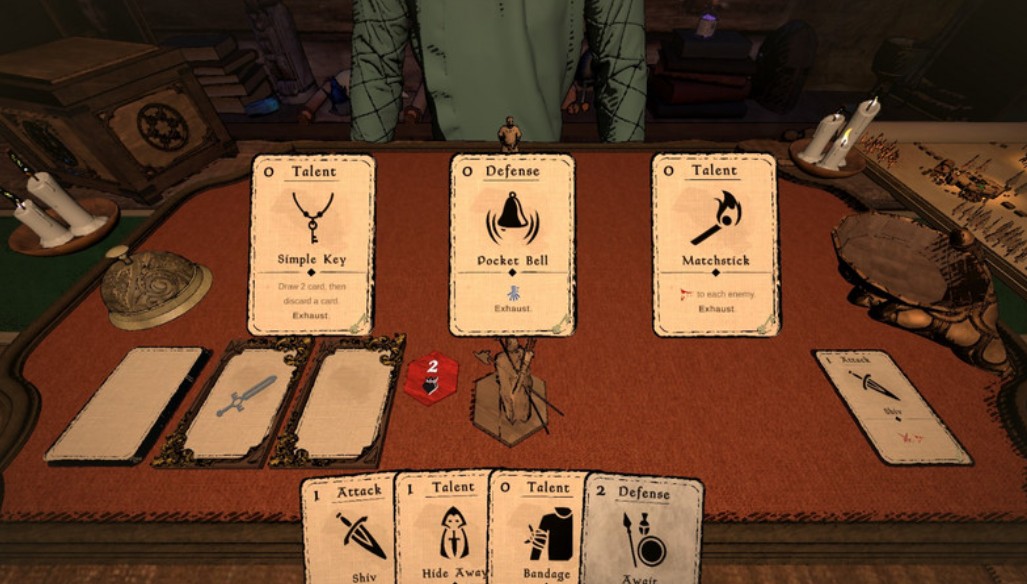 0 Talent
Simple Key
Draw 2 card, then
discard a card.
Exhaust.
0 Defense
Pocket Bell
Exhaust.
0 Talent
Matchstick
to each enemy.
Exhaust.
2
1 Attack
Shiv
1 Attack
Shiv
1 Talent
Hide Away
0 Talent
Bandage
2 Defense
Await